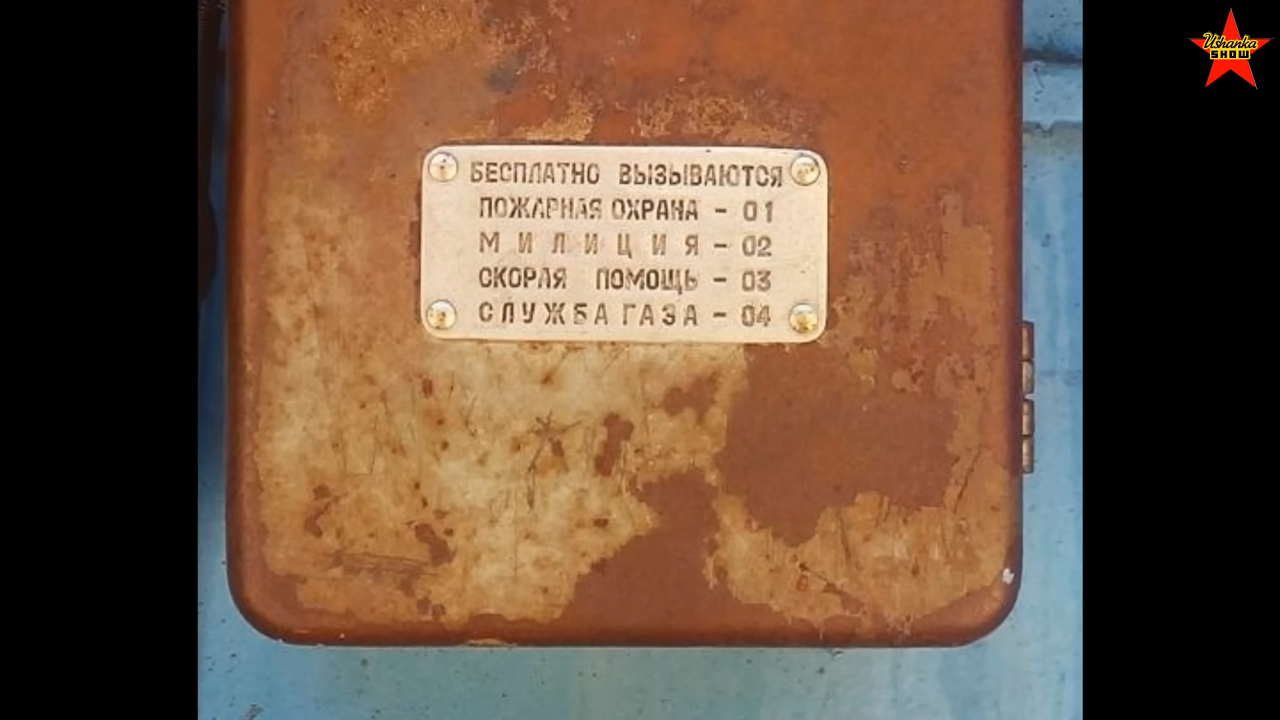 БЕСПЛАТНО ВЫЗЫВАЮТСЯ
ПОЖАРНАЯ ОХРАНА - 01
МИЛИЦИЯ - 02
СКОРАЯ ПОМОЩЬ - 03
СЛУЖБА ГАЗА - 04
Ushanka
SHOW